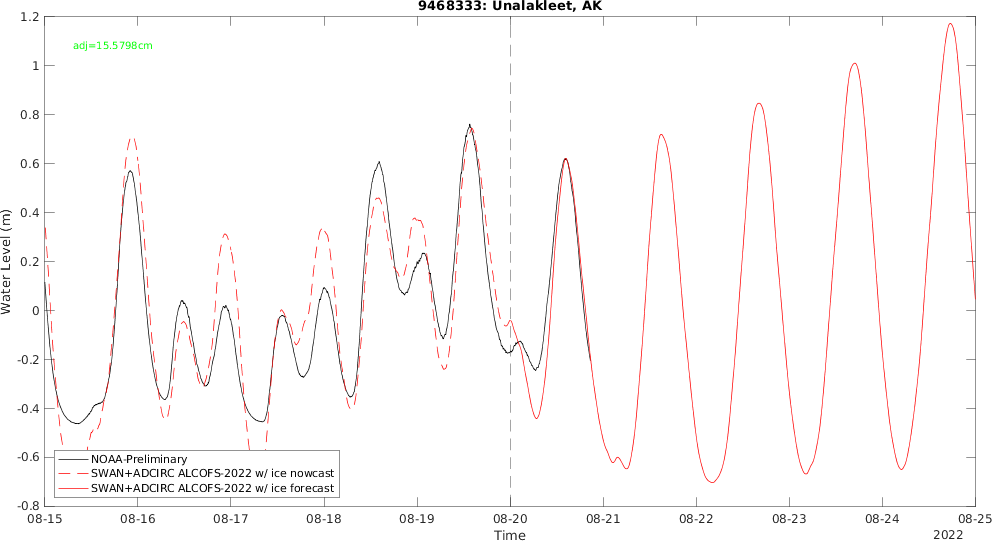 9468333: Unalakleet, AK
adj=15.5798cm
Water Level (m)
1.2
1
0.8
0.6
0.4
0.2
0
-0.2
-0.4
-0.6
-0.8
NOAA-Preliminary
SWAN+ADCIRC ALCOFS-2022 w/ ice nowcast
SWAN+ADCIRC ALCOFS-2022 w/ ice forecast
08-15 08-16 08-17 08-18 08-19 08-20 08-21 08-22 08-23 08-24 08-25
Time
2022